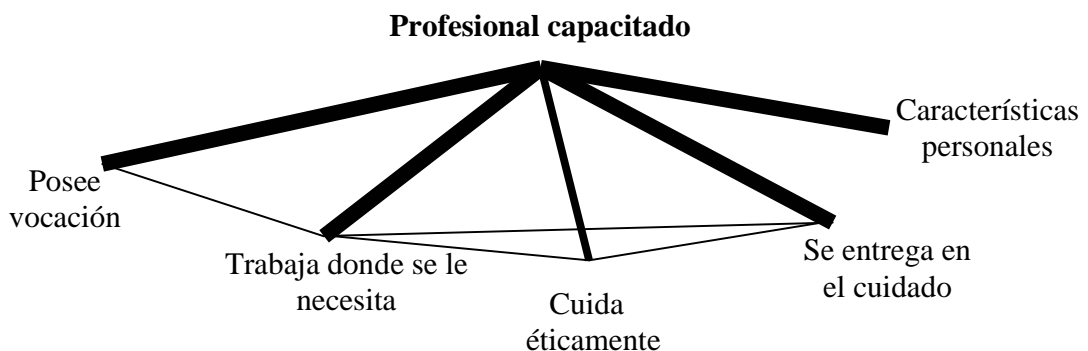 Profesional capacitado
Características
personales
Posee
vocación
Trabaja donde se le
necesita
Se entrega en
el cuidado
Cuida
éticamente